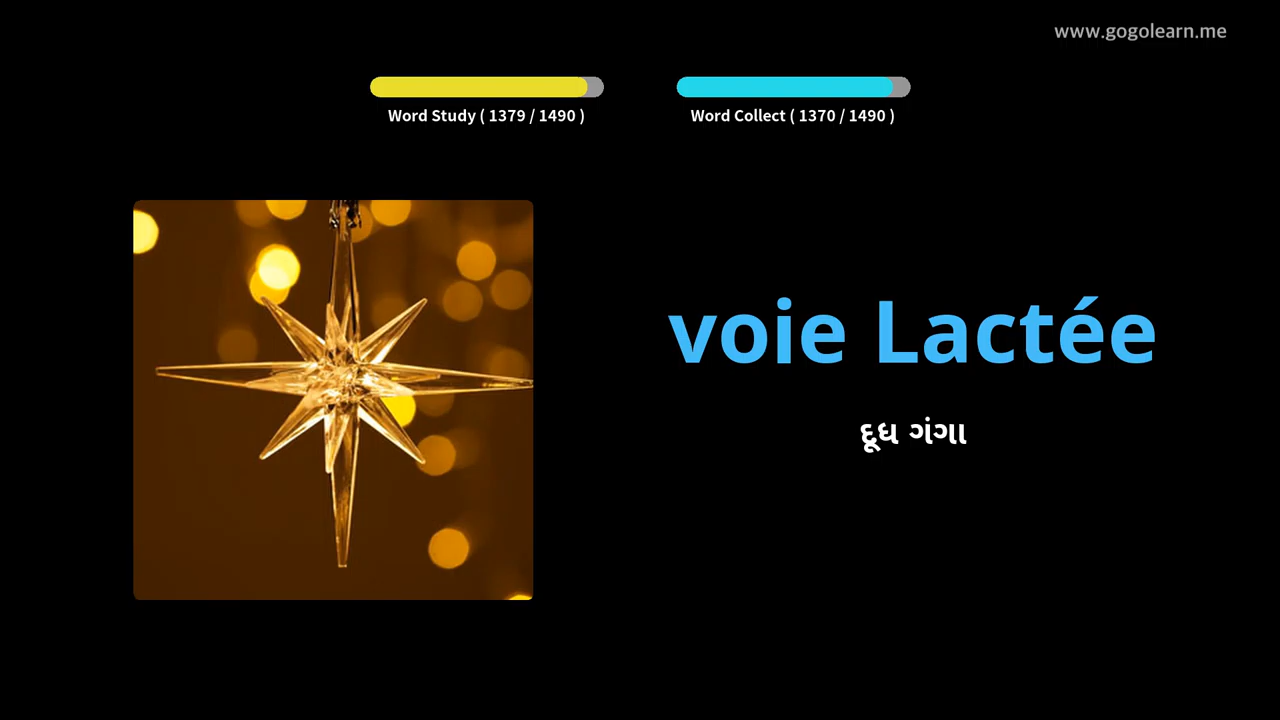 www.gogolearn.me
Word Study ( 1379 / 1490 )
Word Collect ( 1370 / 1490 )
voie Lactée
દૂધ ગંગા